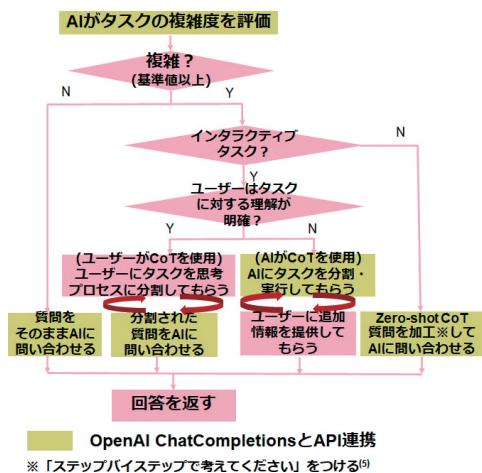 AIがタスクの複雑度を評価
複雑？
(基準値以上)
N
Y
インタラクティブ
タスク？
N
Y
ユーザーはタスク
に対する理解が
明確？
Y
N
(ユーザーがCoTを使用)
ユーザーにタスクを思考
プロセスに分割してもらう
(AIがCoTを使用)
AIにタスクを分割・
実行してもらう
質問を
そのままAIに
問い合わせる
分割された
質問をAIに
問い合わせる
ユーザーに追加
情報を提供して
もらう
Zero-shot CoT
質問を加工※して
AIに問い合わせる
回答を返す
OpenAI ChatCompletionsとAPI連携
※「ステップバイステップで考えてください」をつける(5)